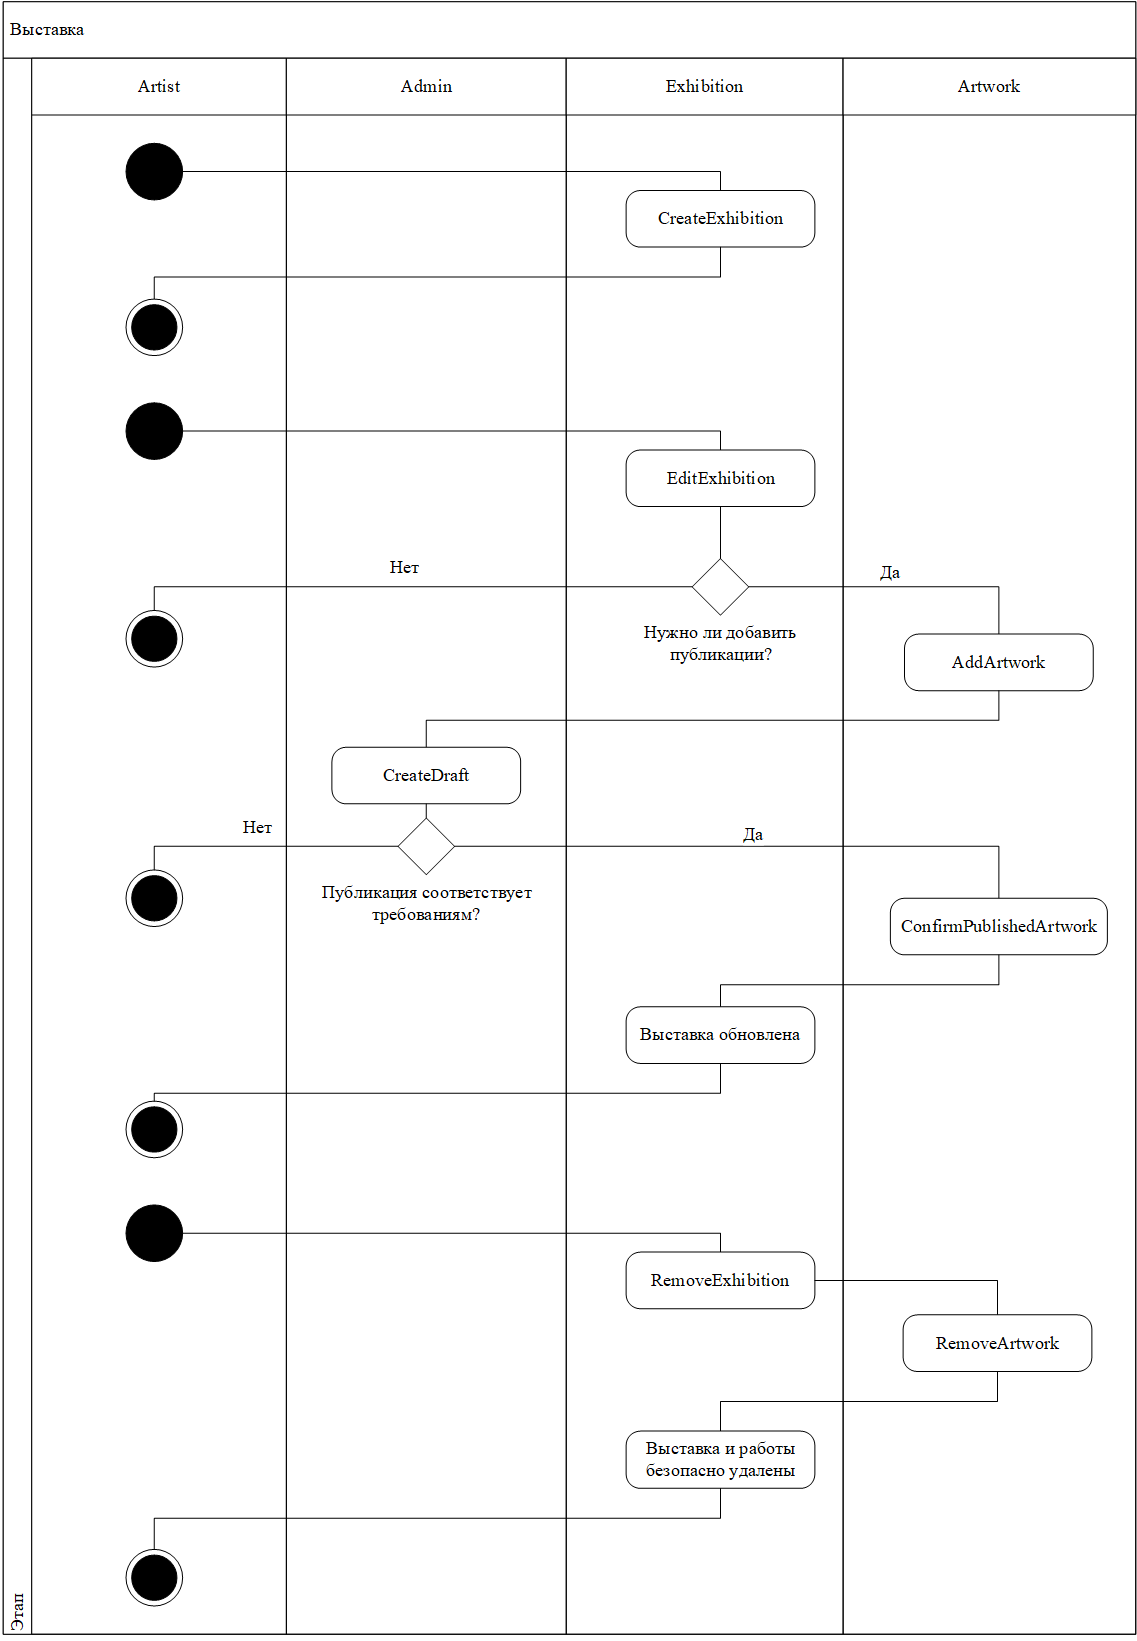 Выставка
Artist
Admin
Exhibition
Artwork
CreateExhibition
EditExhibition
Нет
Да
Нужно ли добавить
публикации?
AddArtwork
CreateDraft
Нет
Да
Публикация соответствует
требованиям?
ConfirmPublishedArtwork
Выставка обновлена
RemoveExhibition
RemoveArtwork
Выставка и работы
безопасно удалены
Этап